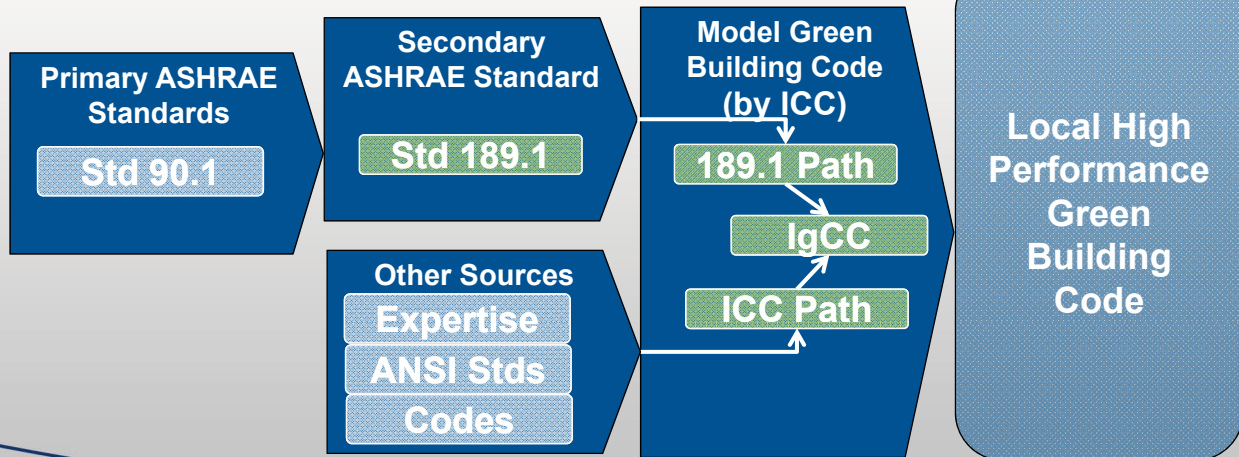 Primary ASHRAE
Standards
Std 90.1
Secondary
ASHRAE Standard
Std 189.1
Other Sources
Expertise
ANSI Stds
Codes
Model Green
Building Code
(by ICC)
189.1 Path
IgCC
ICC Path
Local High
Performance
Green
Building
Code